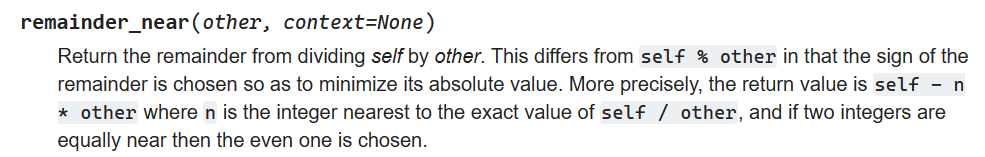 remainder_near(other, context=None)
Return the remainder from dividing self by other. This differs from self % other in that the sign of the
remainder is chosen so as to minimize its absolute value. More precisely, the return value is self - n
* other where n is the integer nearest to the exact value of self / other, and if two integers are
equally near then the even one is chosen.